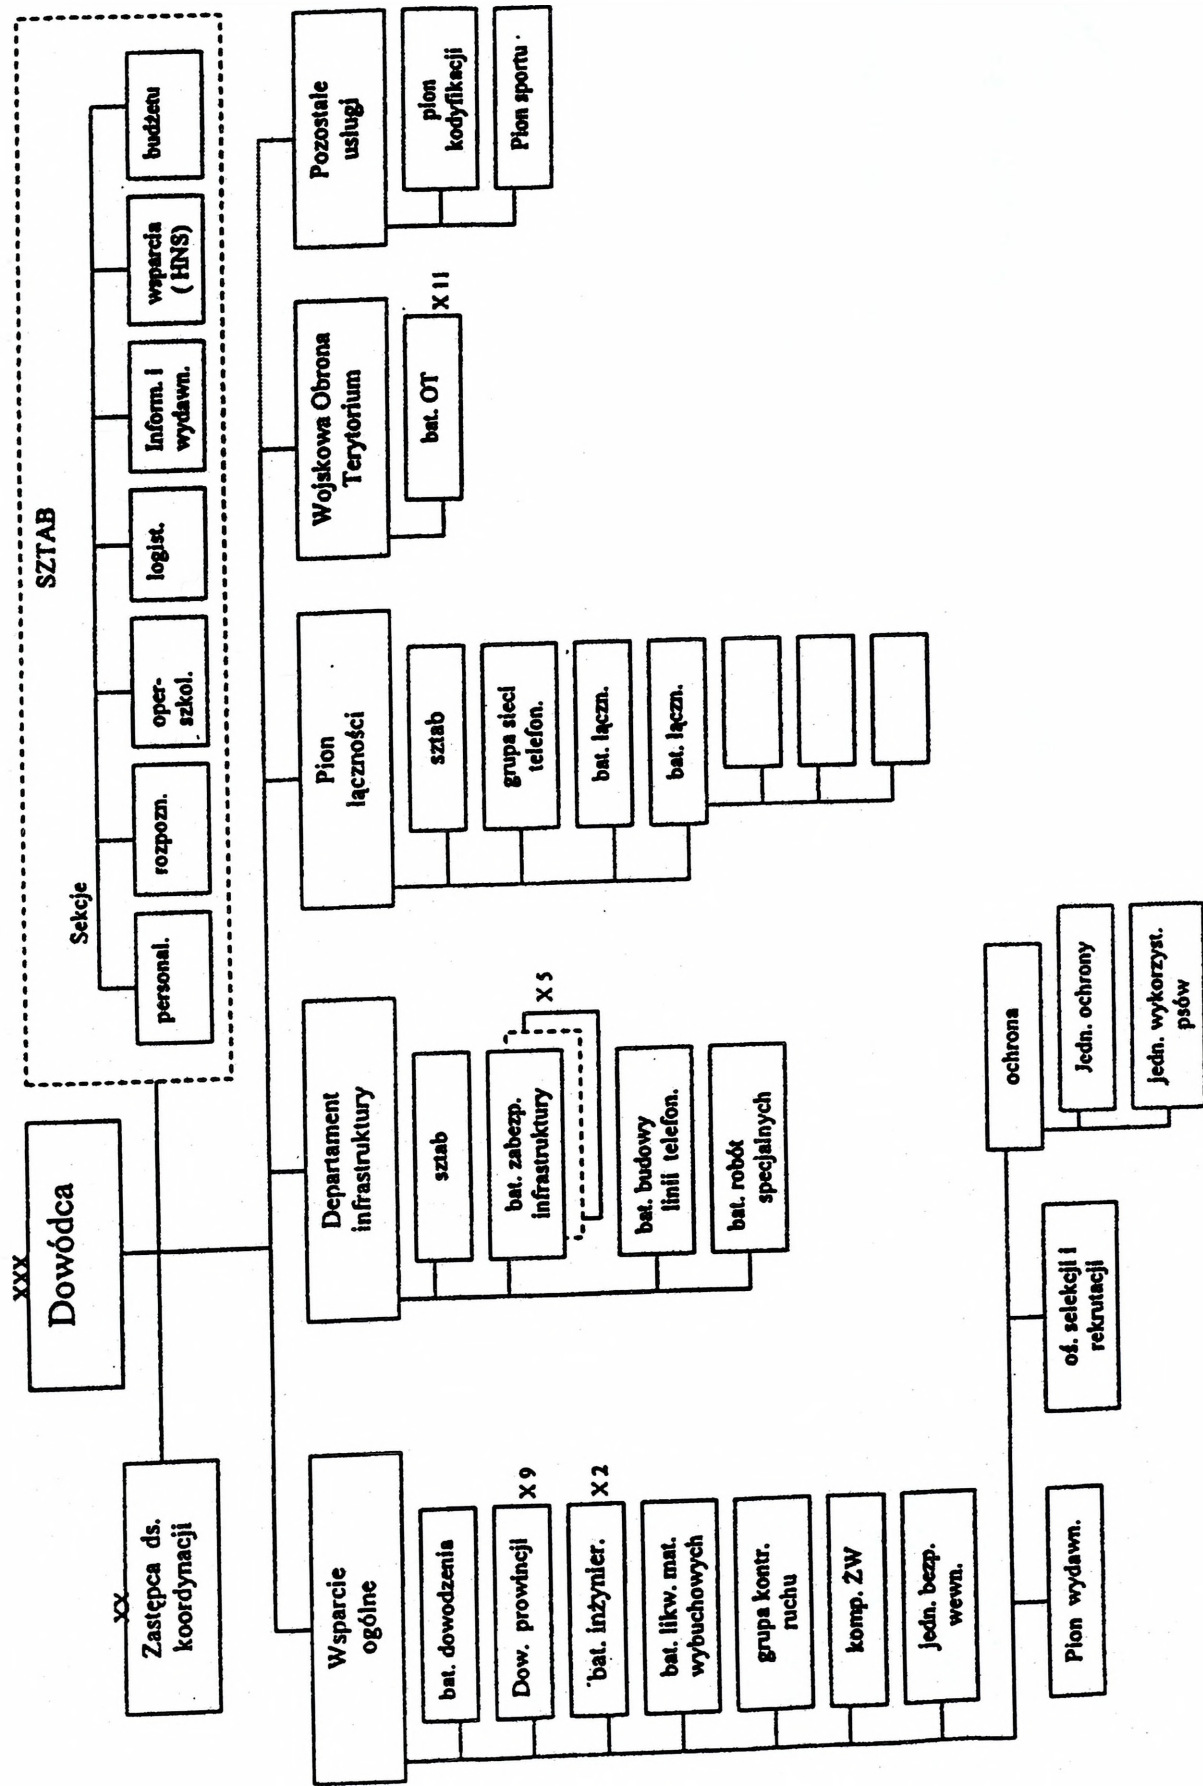 XXX
Dowódca
XX
Zastępca ds.
koordynacji
SZTAB
Sekcje
personal.
rozpozn.
oper-
szkol.
logist.
Inform. i
wydawn.
wsparcia
( HNS)
budżetu
Wsparcie
ogólne
bat. dowodzenia
Dow. prowincji
X 9
bat. inżynier.
X 2
bat. likw. mat.
wybuchowych
grupa kontr.
ruchu
komp. ŻW
jedn. bezp.
wewn.
Pion wydawn.
oś. selekcji i
rekrutacji
ochrona
Jedn. ochrony
jedn. wykorzyst.
psów
Departament
infrastruktury
sztab
bat. zabezp.
infrastruktury
X 5
bat. budowy
linii telefon.
bat. robót
specjalnych
Pion
łączności
sztab
grupa sieci
telefon.
bat. łączn.
bat. łączn.
Wojskowa Obrona
Terytorium
bat. OT
X 11
Pozostałe
usługi
pion
kodyfikacji
Pion sportu